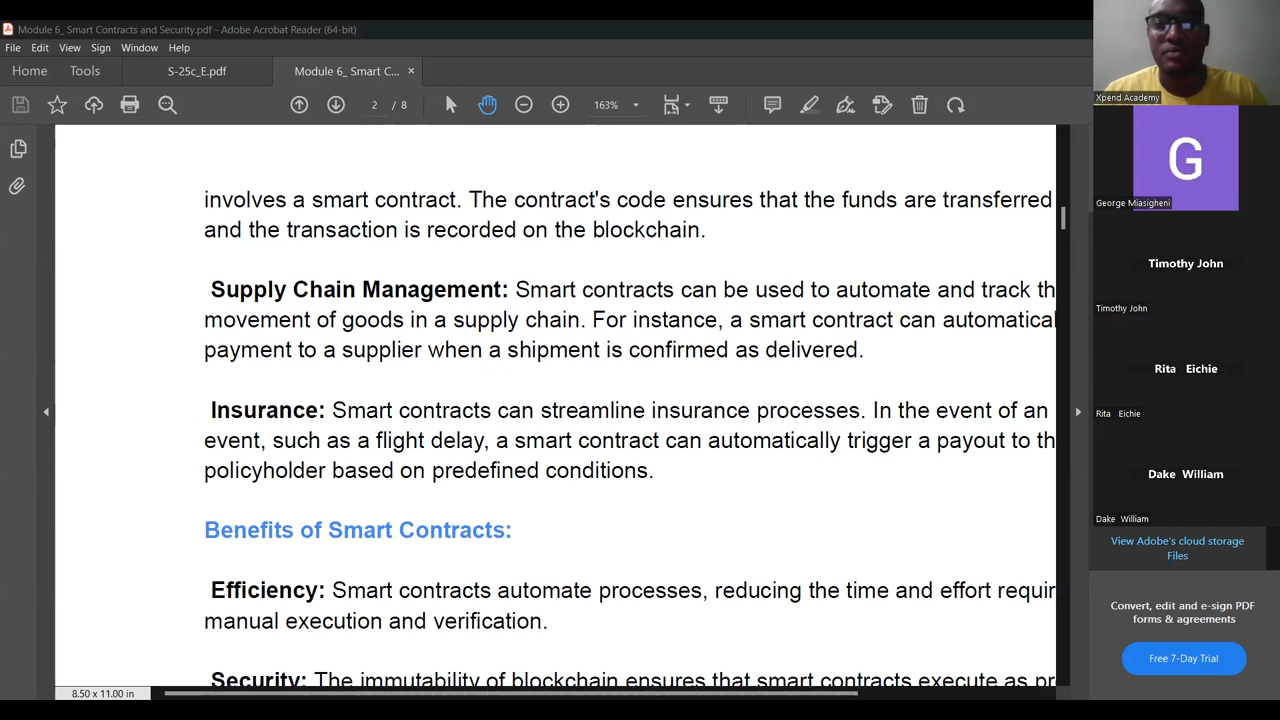 Module 6_ Smart Contracts and Security.pdf - Adobe Acrobat Reader (64-bit)
File Edit View Sign Window Help
Home Tools S-25c_E.pdf Module 6_ Smart C... ×
2 / 8 163%
involves a smart contract. The contract's code ensures that the funds are transferred
and the transaction is recorded on the blockchain.
Supply Chain Management: Smart contracts can be used to automate and track th
movement of goods in a supply chain. For instance, a smart contract can automatical
payment to a supplier when a shipment is confirmed as delivered.
Insurance: Smart contracts can streamline insurance processes. In the event of an
event, such as a flight delay, a smart contract can automatically trigger a payout to th
policyholder based on predefined conditions.
Benefits of Smart Contracts:
Efficiency: Smart contracts automate processes, reducing the time and effort requir
manual execution and verification.
Security: The immutability of blockchain ensures that smart contracts execute as pr
8.50 x 11.00 in
Xpend Academy
G
George Miasigheni
Timothy John
Timothy John
Rita Eichie
Rita Eichie
Dake William
Dake William
View Adobe's cloud storage
Files
Convert, edit and e-sign PDF
forms & agreements
Free 7-Day Trial